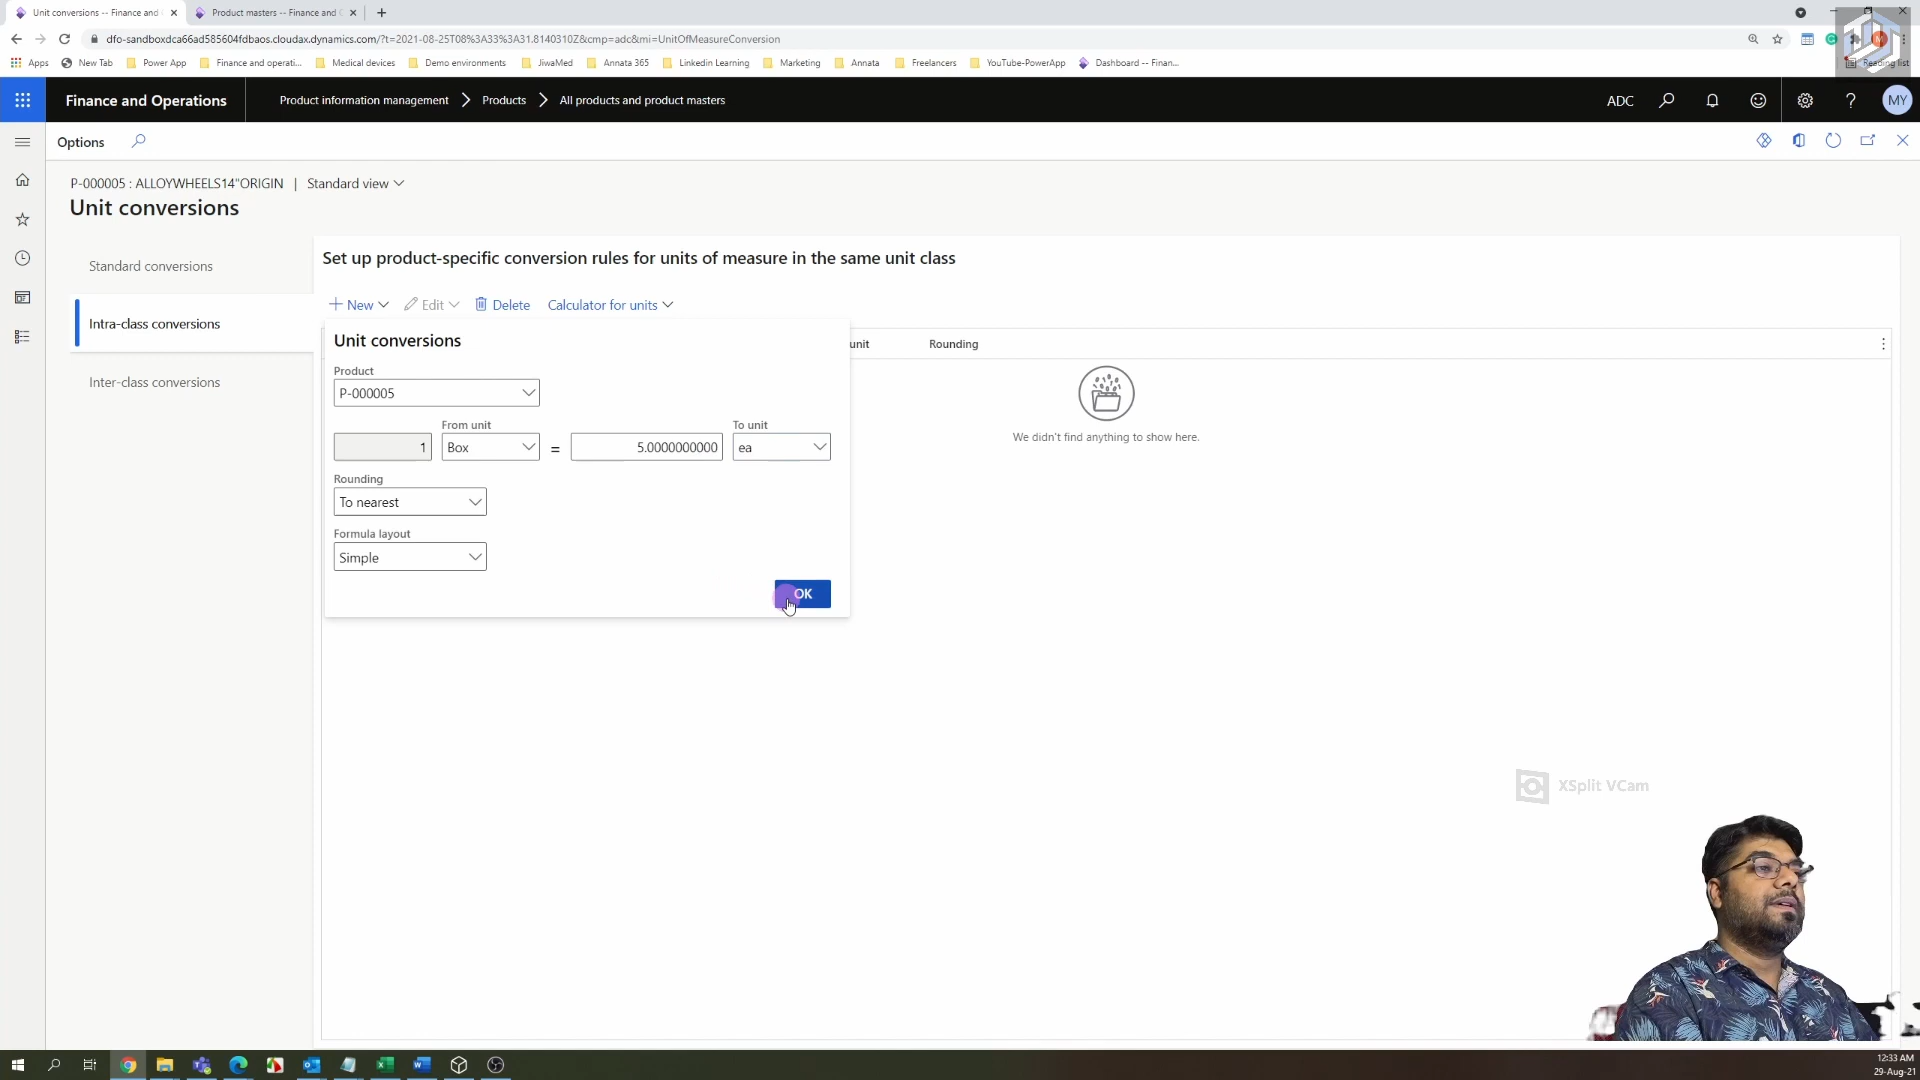 Unit conversions -- Finance and
Product masters -- Finance and
dfo-sandboxdca66ad585604fdbaos.cloudax.dynamics.com/?t=2021-08-25T08%3A33%3A31.8140310Z&cmp=adc&mi=UnitOfMeasureConversion
Apps
New Tab
Power App
Finance and operati...
Medical devices
Demo environments
JiwaMed
Annata 365
Linkedin Learning
Marketing
Annata
Freelancers
YouTube-PowerApp
Dashboard -- Finan...
Reading list
Finance and Operations
Product information management
Products
All products and product masters
ADC
?
MY
Options
P-000005 : ALLOYWHEELS14"ORIGIN | Standard view
Unit conversions
Standard conversions
Intra-class conversions
Inter-class conversions
Set up product-specific conversion rules for units of measure in the same unit class
New
Edit
Delete
Calculator for units
Unit conversions
unit
Rounding
Product
P-000005
From unit
To unit
1
Box
=
5.0000000000
ea
Rounding
To nearest
Formula layout
Simple
OK
We didn't find anything to show here.
XSplit VCam
12:33 AM
29-Aug-21